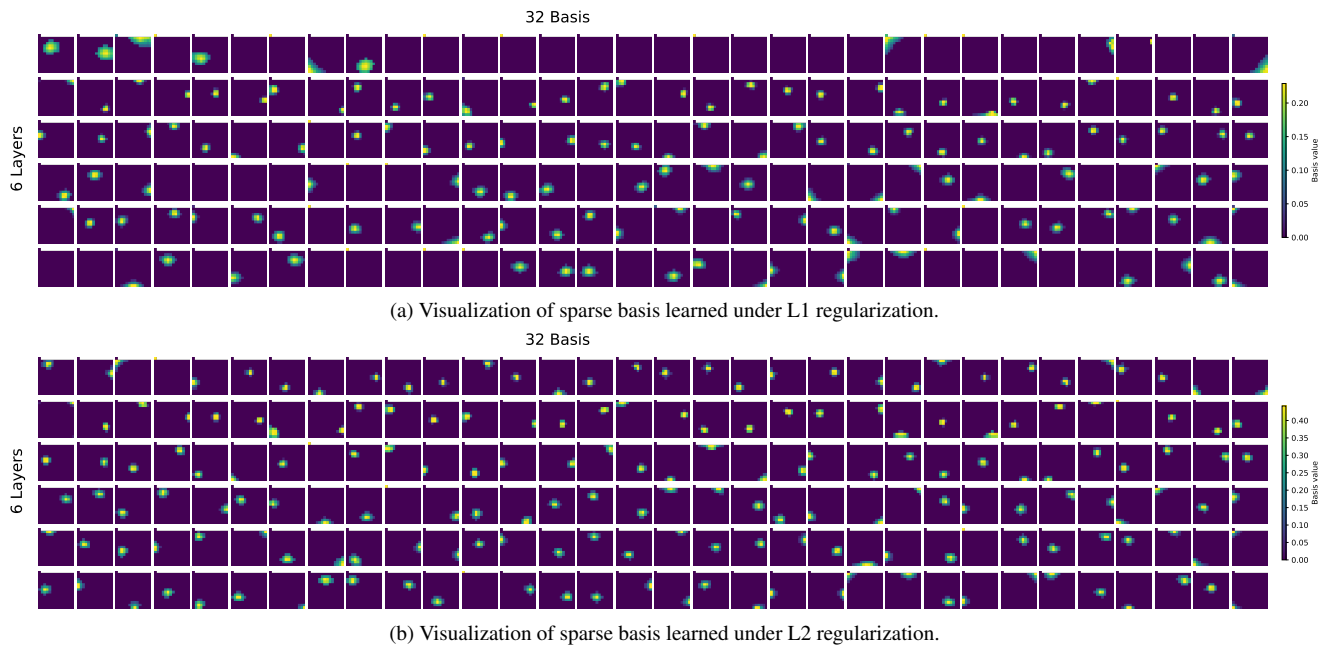 32 Basis
6 Layers
0.20
0.15
0.10
0.05
0.00
Basis value
(a) Visualization of sparse basis learned under L1 regularization.
32 Basis
6 Layers
0.40
0.35
0.30
0.25
0.20
0.15
0.10
0.05
0.00
Basis value
(b) Visualization of sparse basis learned under L2 regularization.